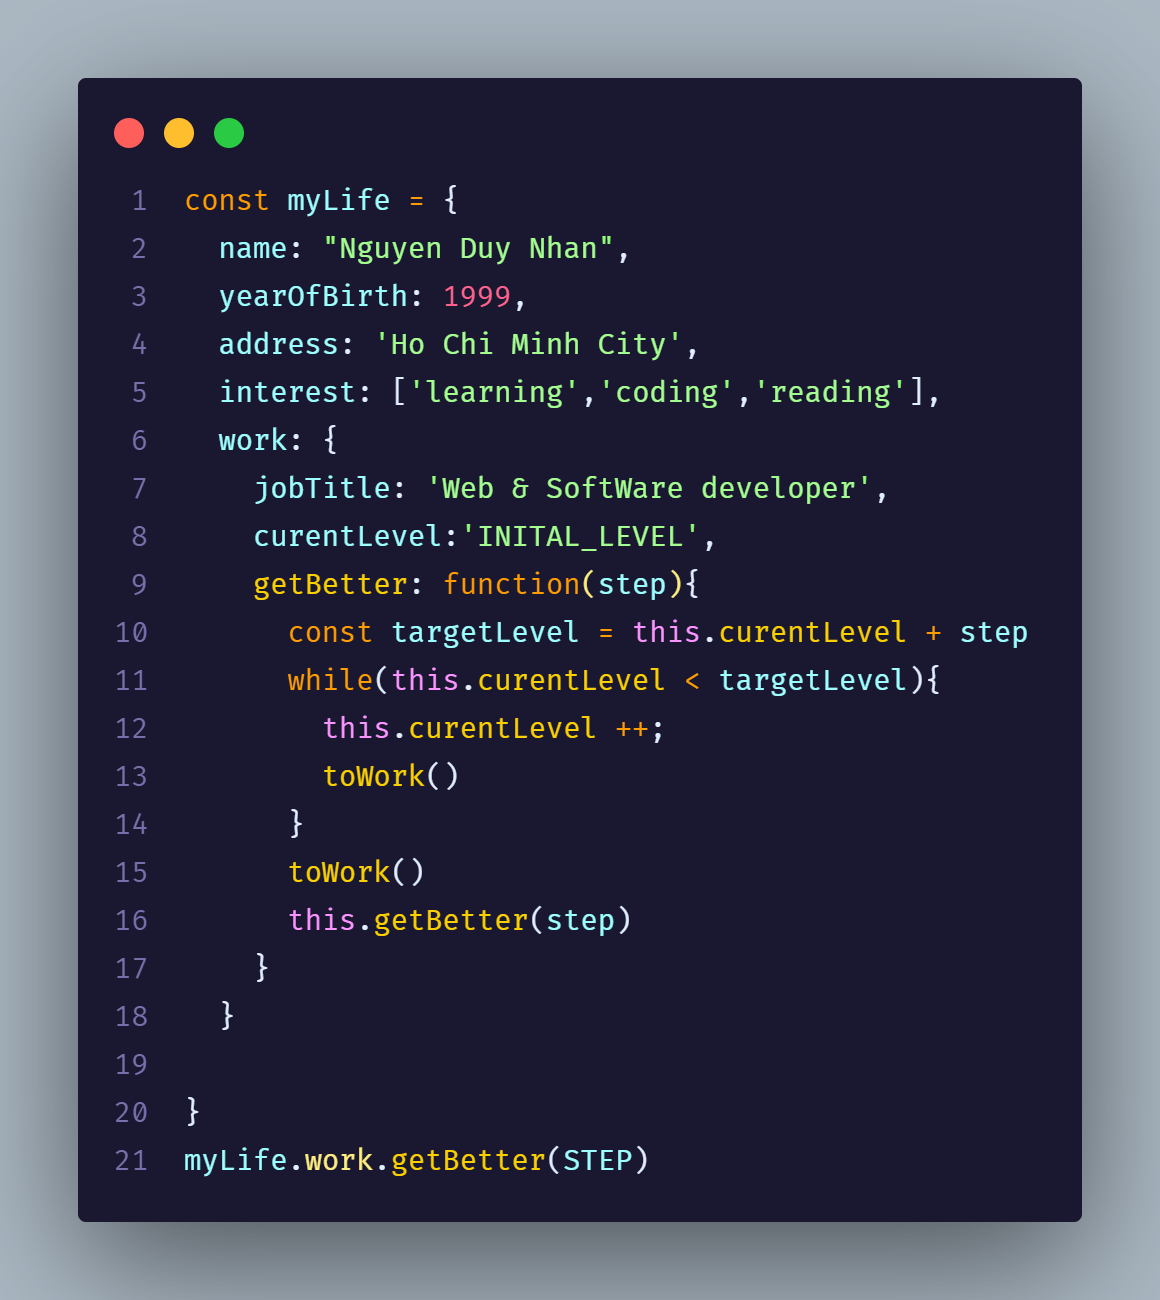 1 const myLife = {
2   name: "Nguyen Duy Nhan",
3   yearOfBirth: 1999,
4   address: 'Ho Chi Minh City',
5   interest: ['learning','coding','reading'],
6   work: {
7     jobTitle: 'Web & SoftWare developer',
8     curentLevel:'INITAL_LEVEL',
9     getBetter: function(step){
10       const targetLevel = this.curentLevel + step
11       while(this.curentLevel < targetLevel){
12         this.curentLevel ++;
13         toWork()
14       }
15       toWork()
16       this.getBetter(step)
17     }
18   }
19
20 }
21 myLife.work.getBetter(STEP)